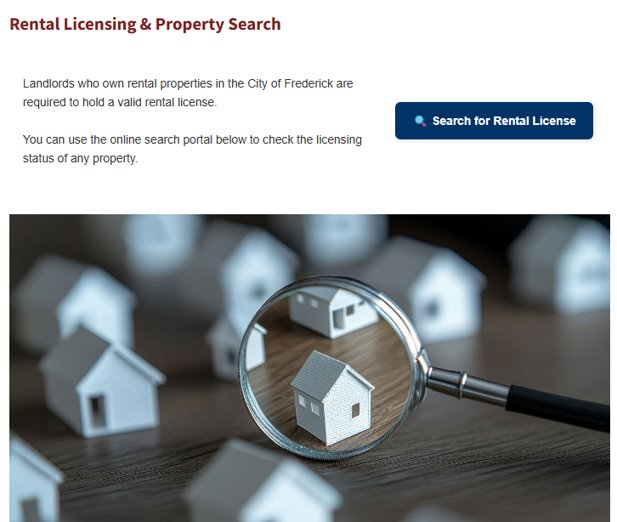 Rental Licensing & Property Search
Landlords who own rental properties in the City of Frederick are
required to hold a valid rental license.
You can use the online search portal below to check the licensing
status of any property.
Search for Rental License